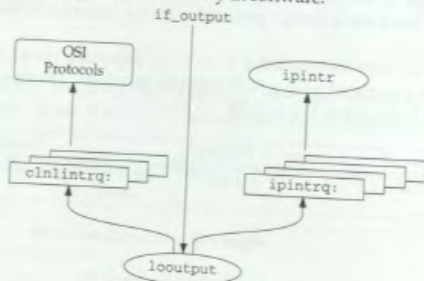 if_output
OSI
Protocols
ipintr
clnlintrq:
ipintrq:
looutput